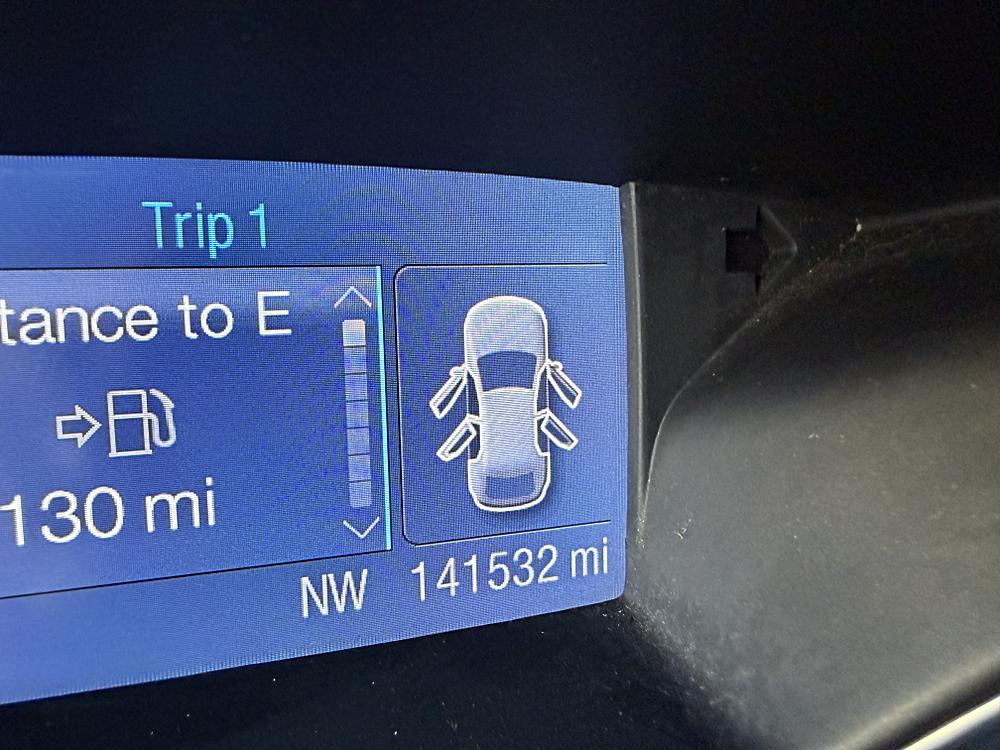 Trip 1
tance to E
130 mi
NW 141532 mi